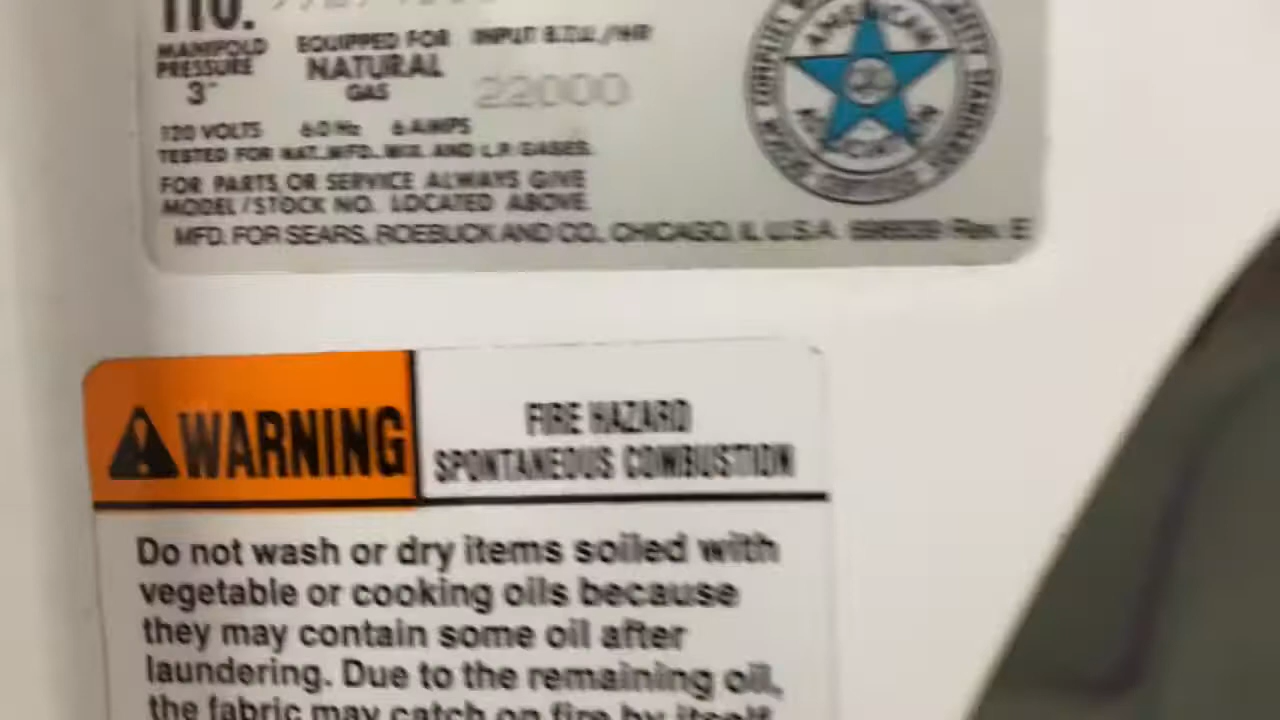 NO.
MANIFOLD PRESSURE 3"
EQUIPPED FOR NATURAL GAS
INPUT B.T.U./HR
22000
120 VOLTS 60 Hz 6 AMPS
TESTED FOR NAT., MFD., MIX. AND L.P. GASES.
FOR PARTS OR SERVICE ALWAYS GIVE
MODEL/STOCK NO. LOCATED ABOVE
MFD. FOR SEARS, ROEBUCK AND CO., CHICAGO, IL U.S.A. Rev. E
AMERICAN
WARNING
FIRE HAZARD
SPONTANEOUS COMBUSTION
Do not wash or dry items soiled with
vegetable or cooking oils because
they may contain some oil after
laundering. Due to the remaining oil,
the fabric may catch on fire by itself.